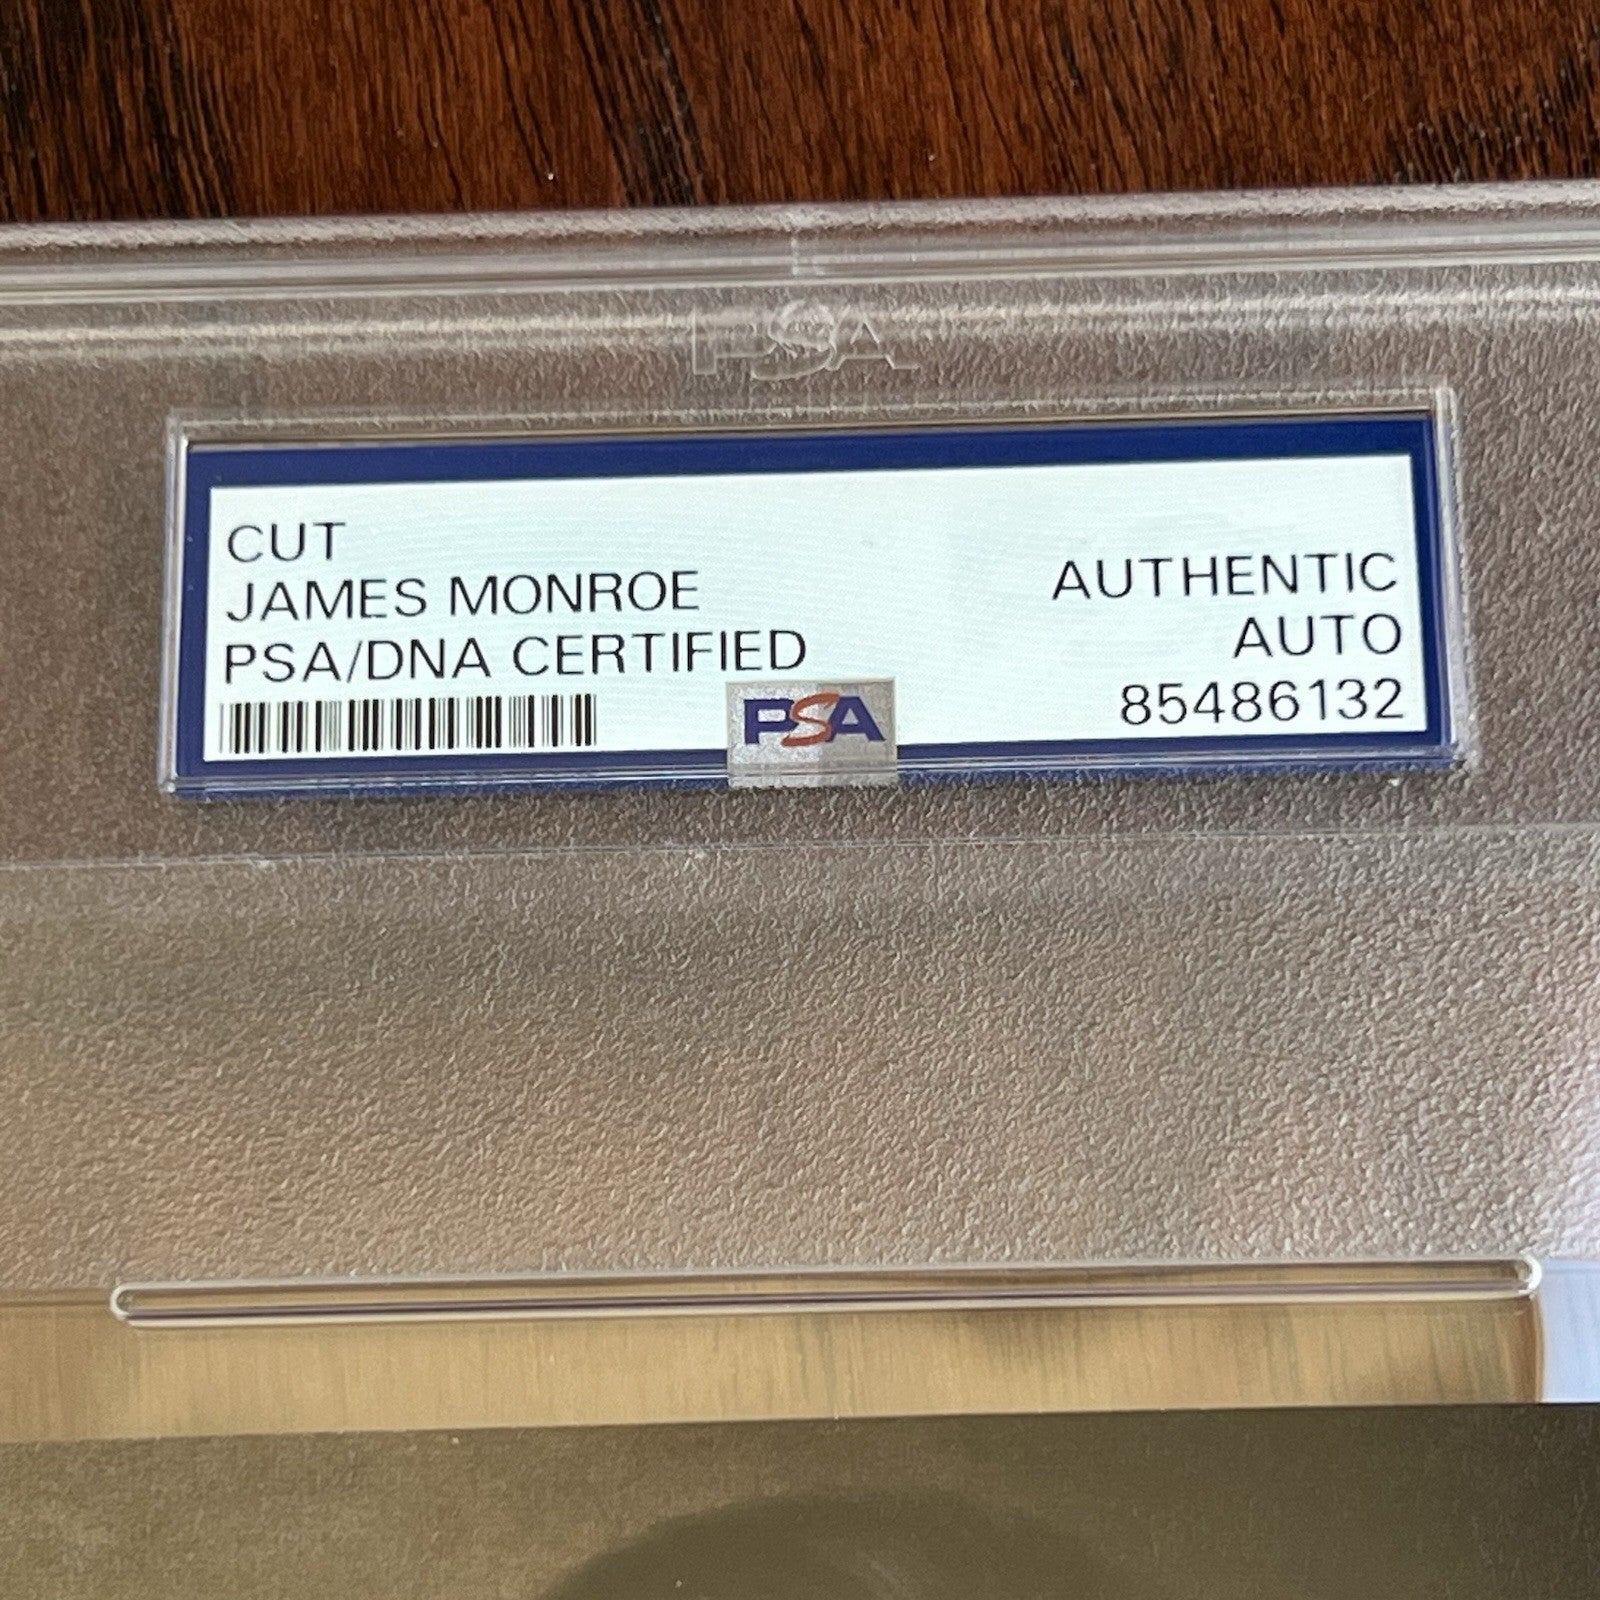 PSA
CUT
JAMES MONROE
PSA/DNA CERTIFIED
AUTHENTIC
AUTO
85486132
PSA